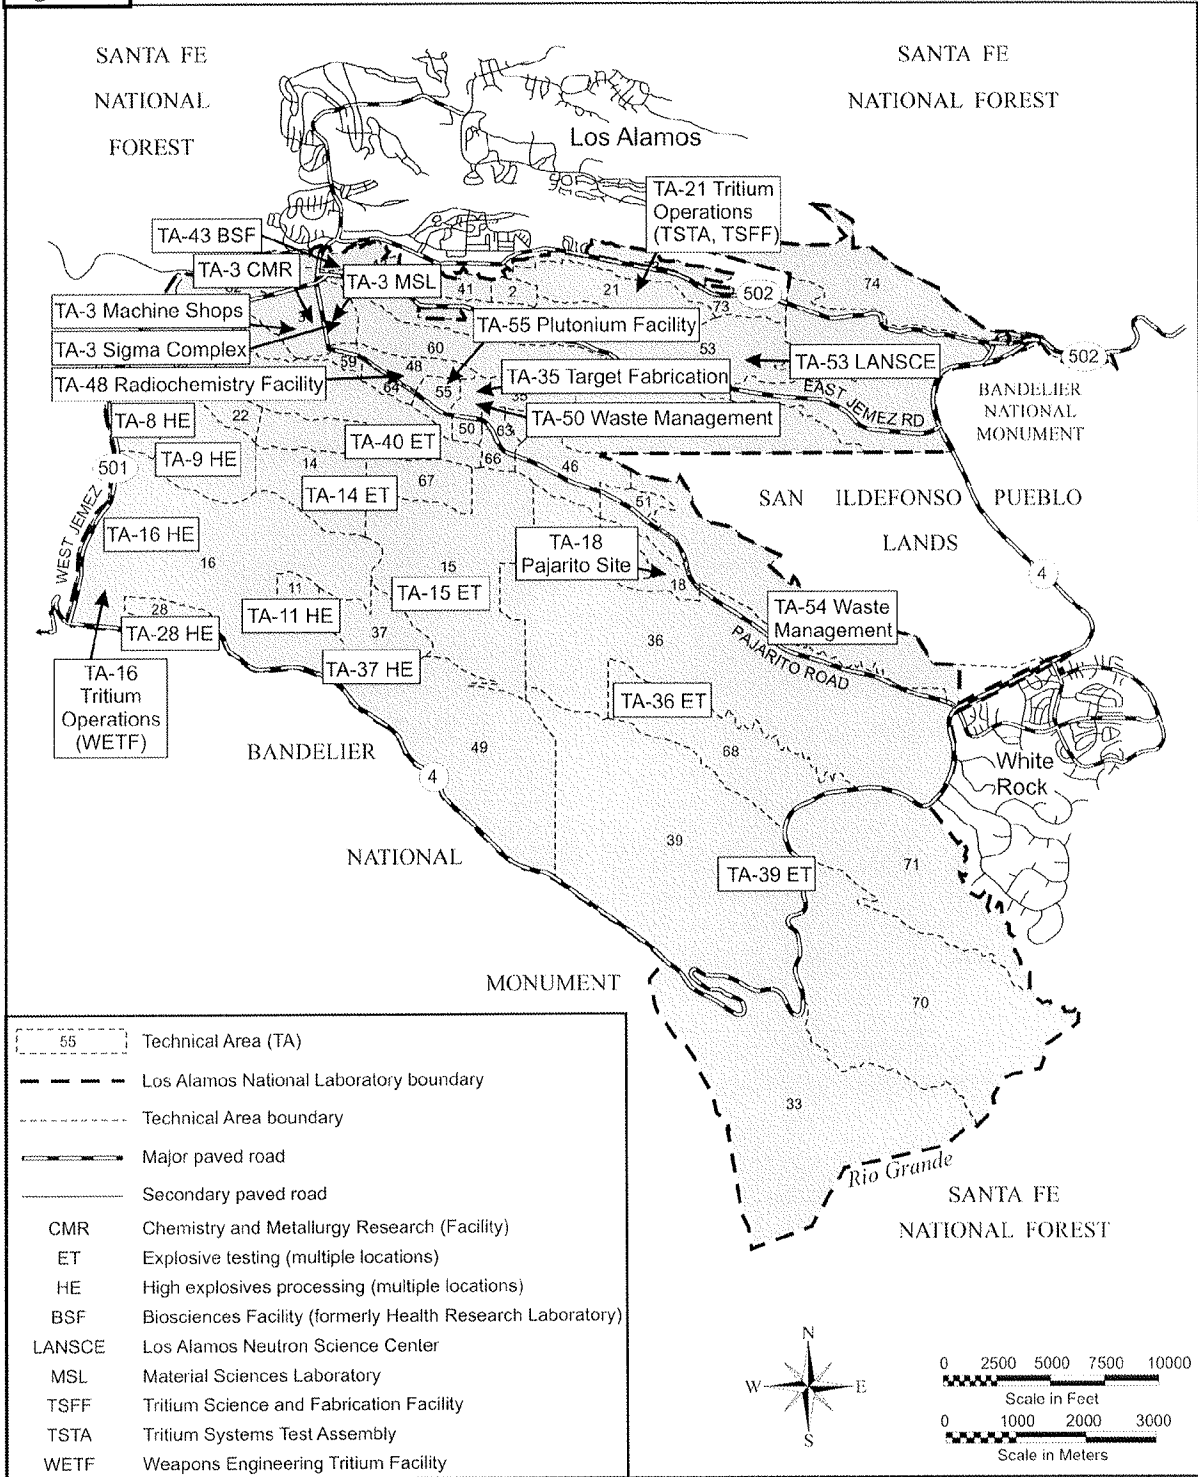 SANTA FE
NATIONAL
FOREST
SANTA FE
NATIONAL FOREST
Los Alamos
TA-21 Tritium
Operations
(TSTA, TSFF)
TA-43 BSF
TA-3 CMR
TA-3 MSL
TA-3 Machine Shops
TA-3 Sigma Complex
TA-48 Radiochemistry Facility
TA-55 Plutonium Facility
TA-35 Target Fabrication
TA-50 Waste Management
TA-53 LANSCE
41
2
21
73
502
74
502
60
53
59
48
64
55
35
50
63
66
EAST JEMEZ RD
BANDELIER
NATIONAL
MONUMENT
TA-8 HE
22
TA-40 ET
501
TA-9 HE
14
67
46
TA-14 ET
51
SAN ILDEFONSO PUEBLO
LANDS
WEST JEMEZ
TA-16 HE
16
15
TA-18
Pajarito Site
18
4
11
TA-15 ET
28
TA-11 HE
TA-28 HE
37
36
TA-54 Waste
Management
PAJARITO ROAD
TA-37 HE
TA-16
Tritium
Operations
(WETF)
TA-36 ET
BANDELIER
49
68
4
White
Rock
NATIONAL
39
TA-39 ET
71
MONUMENT
70
33
Rio Grande
SANTA FE
NATIONAL FOREST
55 Technical Area (TA)
Los Alamos National Laboratory boundary
Technical Area boundary
Major paved road
Secondary paved road
CMR Chemistry and Metallurgy Research (Facility)
ET Explosive testing (multiple locations)
HE High explosives processing (multiple locations)
BSF Biosciences Facility (formerly Health Research Laboratory)
LANSCE Los Alamos Neutron Science Center
MSL Material Sciences Laboratory
TSFF Tritium Science and Fabrication Facility
TSTA Tritium Systems Test Assembly
WETF Weapons Engineering Tritium Facility
N
W E
S
0 2500 5000 7500 10000
Scale in Feet
0 1000 2000 3000
Scale in Meters